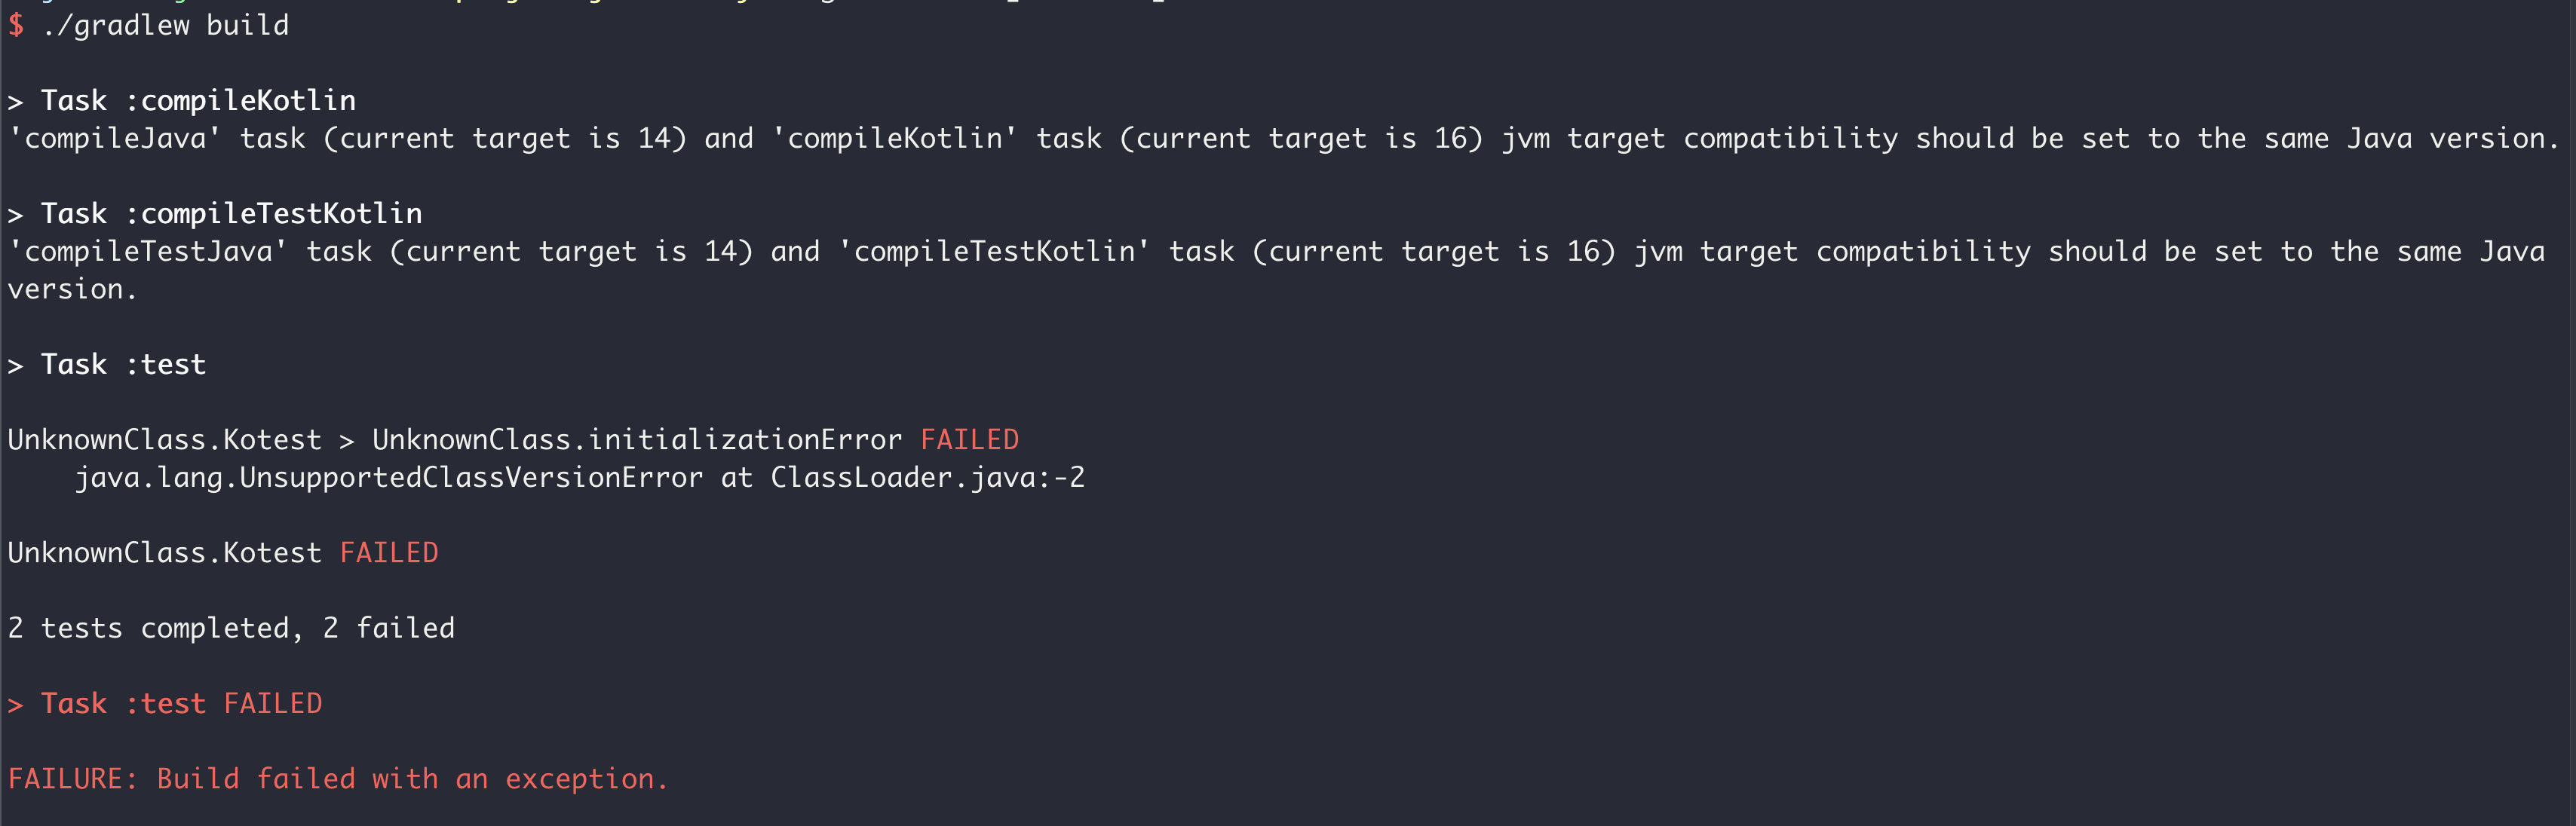 $ ./gradlew build
> Task :compileKotlin
'compileJava' task (current target is 14) and 'compileKotlin' task (current target is 16) jvm target compatibility should be set to the same Java version.
> Task :compileTestKotlin
'compileTestJava' task (current target is 14) and 'compileTestKotlin' task (current target is 16) jvm target compatibility should be set to the same Java
version.
> Task :test
UnknownClass.Kotest > UnknownClass.initializationError FAILED
java.lang.UnsupportedClassVersionError at ClassLoader.java:-2
UnknownClass.Kotest FAILED
2 tests completed, 2 failed
> Task :test FAILED
FAILURE: Build failed with an exception.